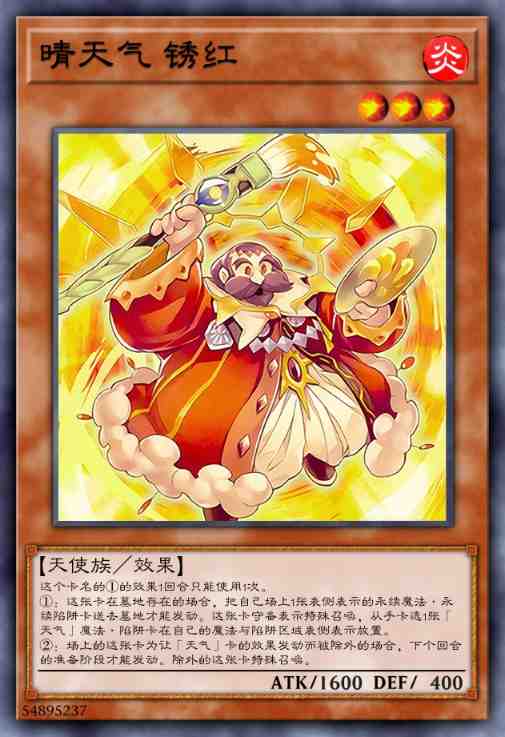 晴天气 锈红
炎
【天使族／效果】
这个卡名的①的效果1回合只能使用1次。
①：这张卡在墓地存在的场合，把自己场上1张表侧表示的永续魔法·永
续陷阱卡送去墓地才能发动。这张卡守备表示特殊召唤，从手卡选1张「
天气」魔法·陷阱卡在自己的魔法与陷阱区域表侧表示放置。
②：场上的这张卡为让「天气」卡的效果发动而被除外的场合，下个回合
的准备阶段才能发动。除外的这张卡特殊召唤。
ATK/1600 DEF/ 400
54895237